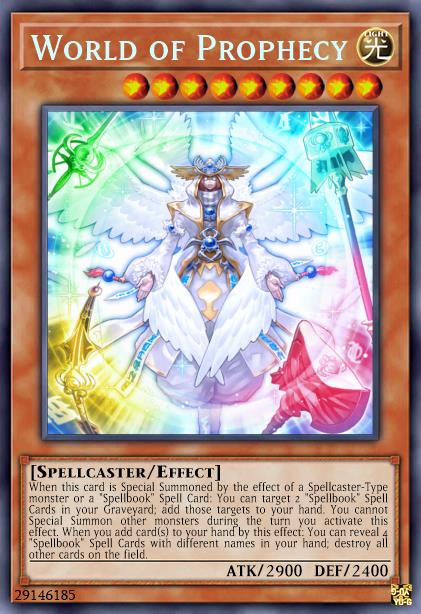 WORLD OF PROPHECY
LIGHT
光
[SPELLCASTER/EFFECT]
When this card is Special Summoned by the effect of a Spellcaster-Type
monster or a "Spellbook" Spell Card: You can target 2 "Spellbook" Spell
Cards in your Graveyard; add those targets to your hand. You cannot
Special Summon other monsters during the turn you activate this
effect. When you add card(s) to your hand by this effect: You can reveal 4
"Spellbook" Spell Cards with different names in your hand; destroy all
other cards on the field.
ATK/2900 DEF/2400
29146185